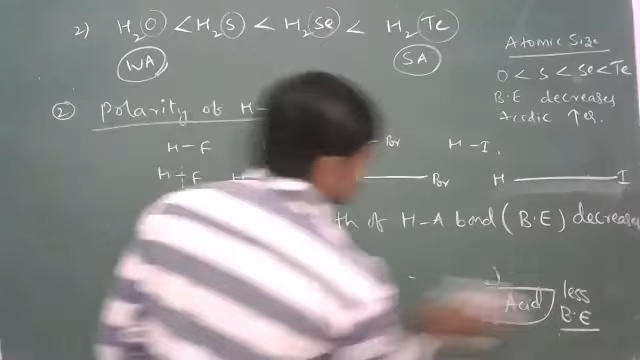 2) H₂O < H₂S < H₂Se < H₂Te
WA
SA
Atomic Size
O < S < Se < Te
B.E decreases
Acidic ↑es.
② Polarity of H-
H-F
Br
H-I.
H-F
H
Br
H
I
th of H-A bond (B.E) decreases
Acid
less
B.E